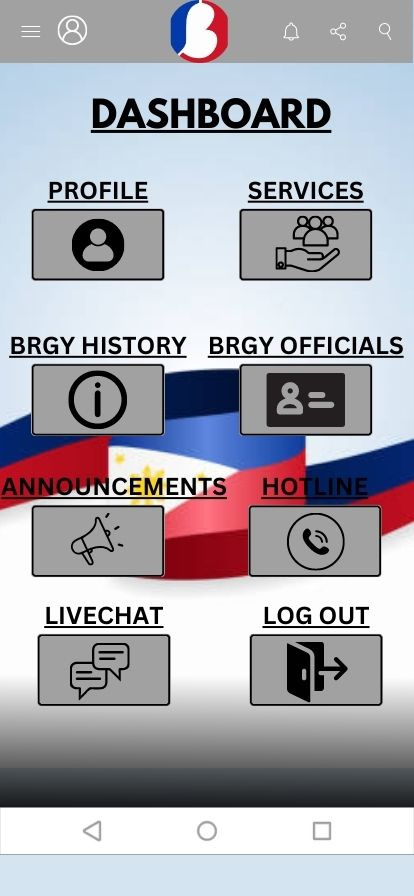 DASHBOARD
PROFILE
SERVICES
BRGY HISTORY
BRGY OFFICIALS
ANNOUNCEMENTS
HOTLINE
LIVECHAT
LOG OUT